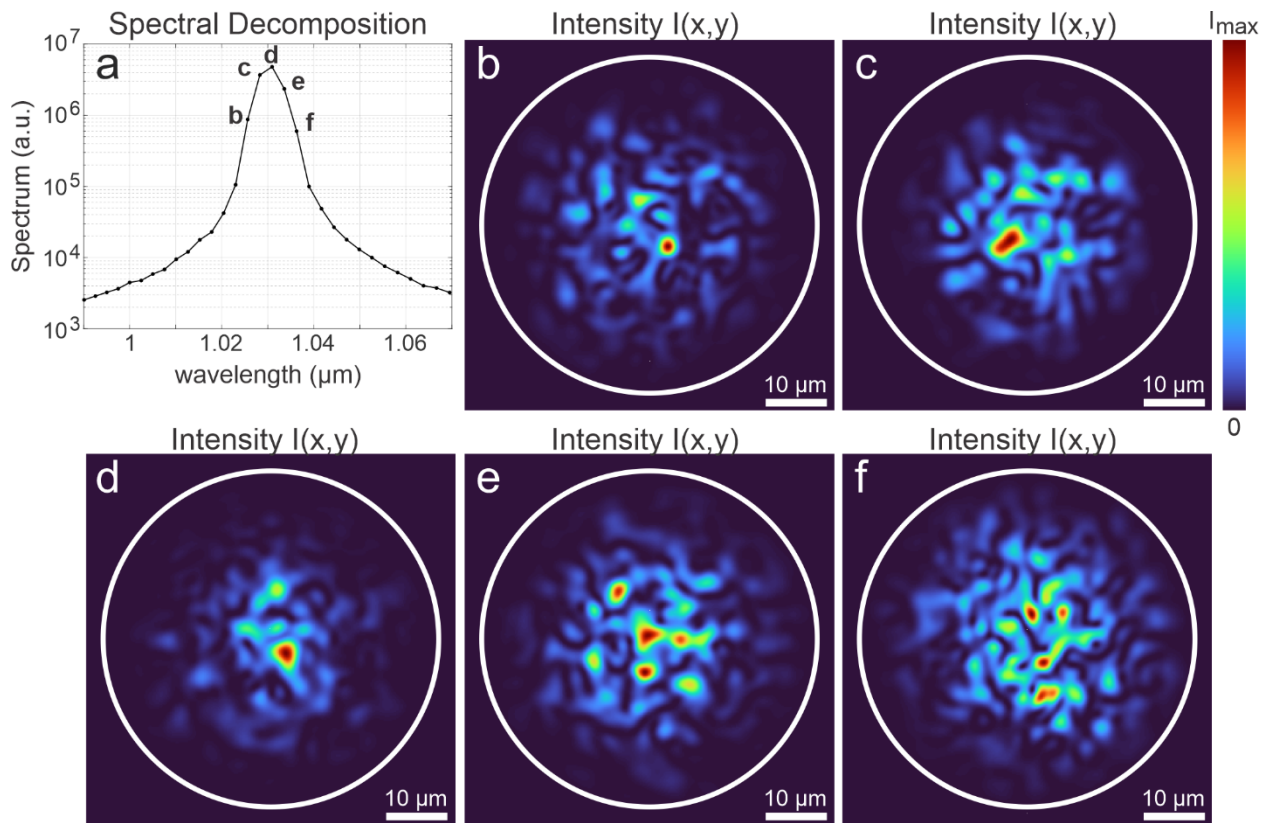 Spectral Decomposition
Intensity I(x,y)
Intensity I(x,y)
Imax
a
b
c
d
e
f
10⁷
10⁶
10⁵
10⁴
10³
Spectrum (a.u.)
1
1.02
1.04
1.06
wavelength (µm)
b
10 µm
c
10 µm
0
Intensity I(x,y)
Intensity I(x,y)
Intensity I(x,y)
d
10 µm
e
10 µm
f
10 µm